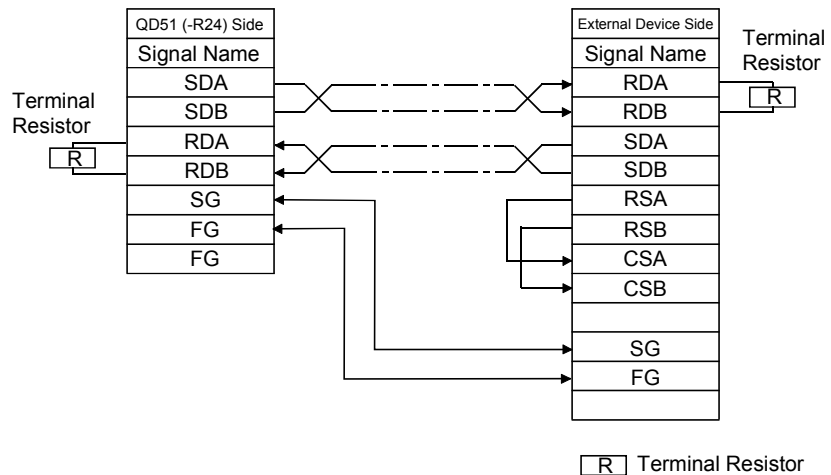 QD51 (-R24) Side
Signal Name
SDA
SDB
RDA
RDB
SG
FG
FG
Terminal
Resistor
R
External Device Side
Signal Name
RDA
RDB
SDA
SDB
RSA
RSB
CSA
CSB
SG
FG
Terminal
Resistor
R
R Terminal Resistor